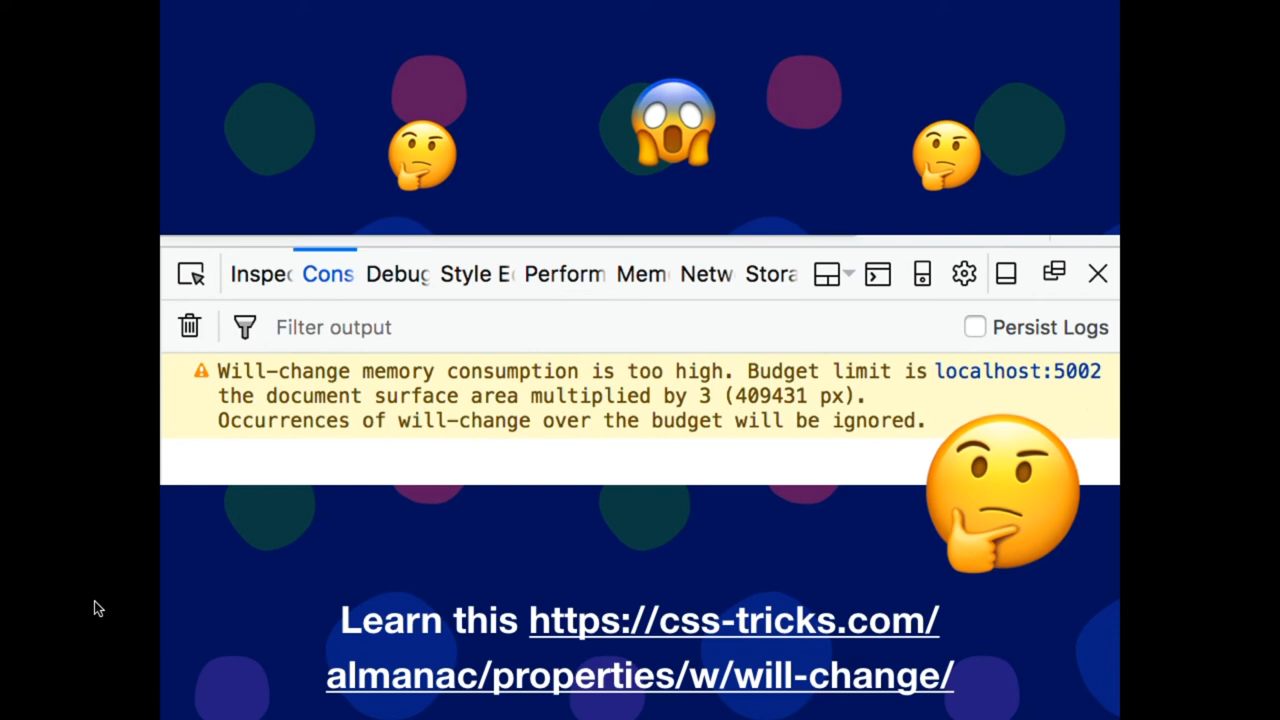 Inspec Cons Debug Style E Perform Mem Netw Stora
Filter output Persist Logs
Will-change memory consumption is too high. Budget limit is localhost:5002
the document surface area multiplied by 3 (409431 px).
Occurrences of will-change over the budget will be ignored.
Learn this https://css-tricks.com/
almanac/properties/w/will-change/